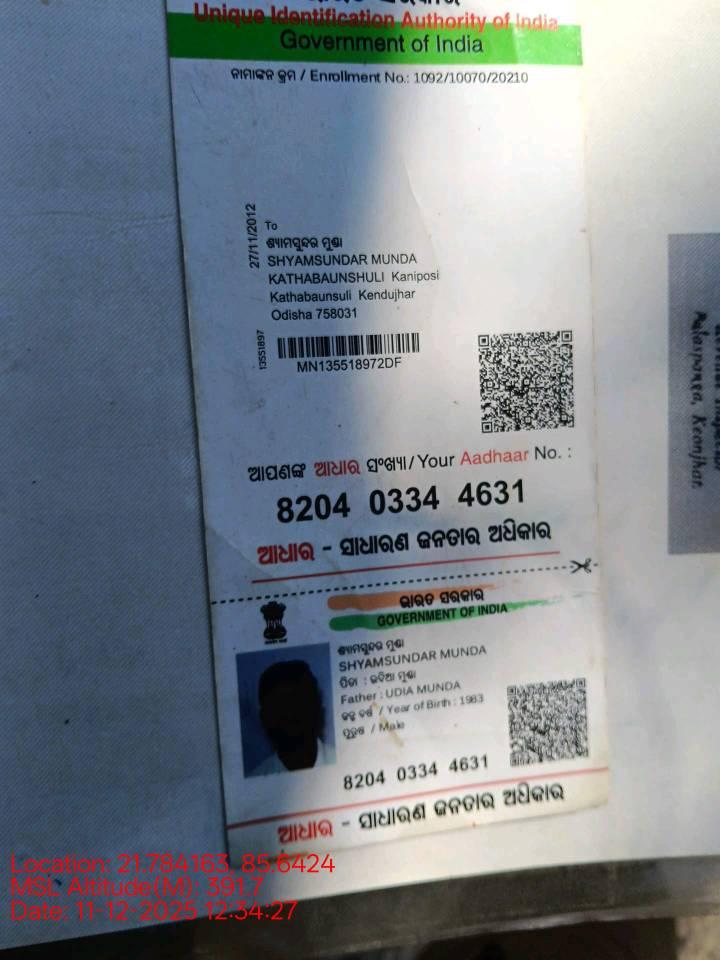 ଭାରତ ସରକାର
Unique Identification Authority of India
Government of India
ନାମାଙ୍କନ କ୍ରମ / Enrollment No.: 1092/10070/20210
27/11/2012
To
ଶ୍ୟାମସୁନ୍ଦର ମୁଣ୍ଡା
SHYAMSUNDAR MUNDA
KATHABAUNSHULI Kaniposi
Kathabaunsuli Kendujhar
Odisha 758031
13551897
MN135518972DF
ଆପଣଙ୍କ ଆଧାର ସଂଖ୍ୟା / Your Aadhaar No. :
8204 0334 4631
ଆଧାର - ସାଧାରଣ ଜନତାର ଅଧିକାର
ଭାରତ ସରକାର
GOVERNMENT OF INDIA
ଶ୍ୟାମସୁନ୍ଦର ମୁଣ୍ଡା
SHYAMSUNDAR MUNDA
ପିତା : ଉଦିଆ ମୁଣ୍ଡା
Father : UDIA MUNDA
ଜନ୍ମ ବର୍ଷ / Year of Birth : 1983
ପୁରୁଷ / Male
8204 0334 4631
ଆଧାର - ସାଧାରଣ ଜନତାର ଅଧିକାର
Palaspanga, Keonjhar.
Location: 21.784163, 85.6424
MSL Altitude(M): 391.7
Date: 11-12-2025 12:34:27